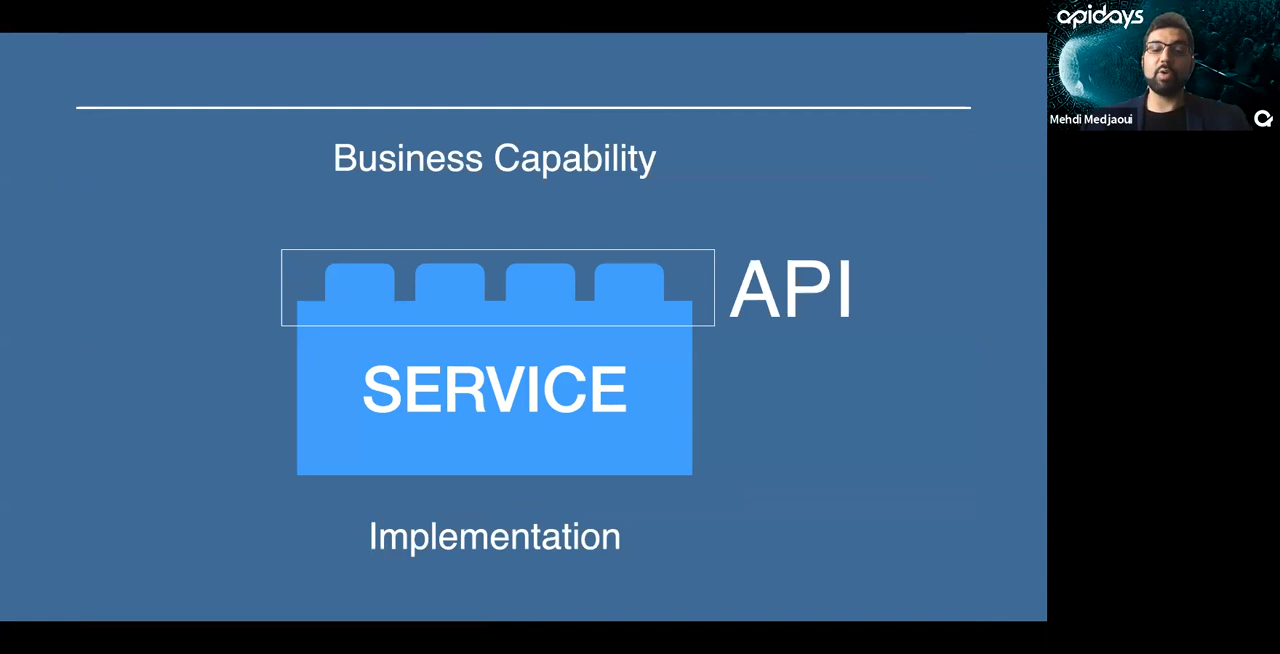 Business Capability
API
SERVICE
Implementation
apidays
Mehdi Medjaoui